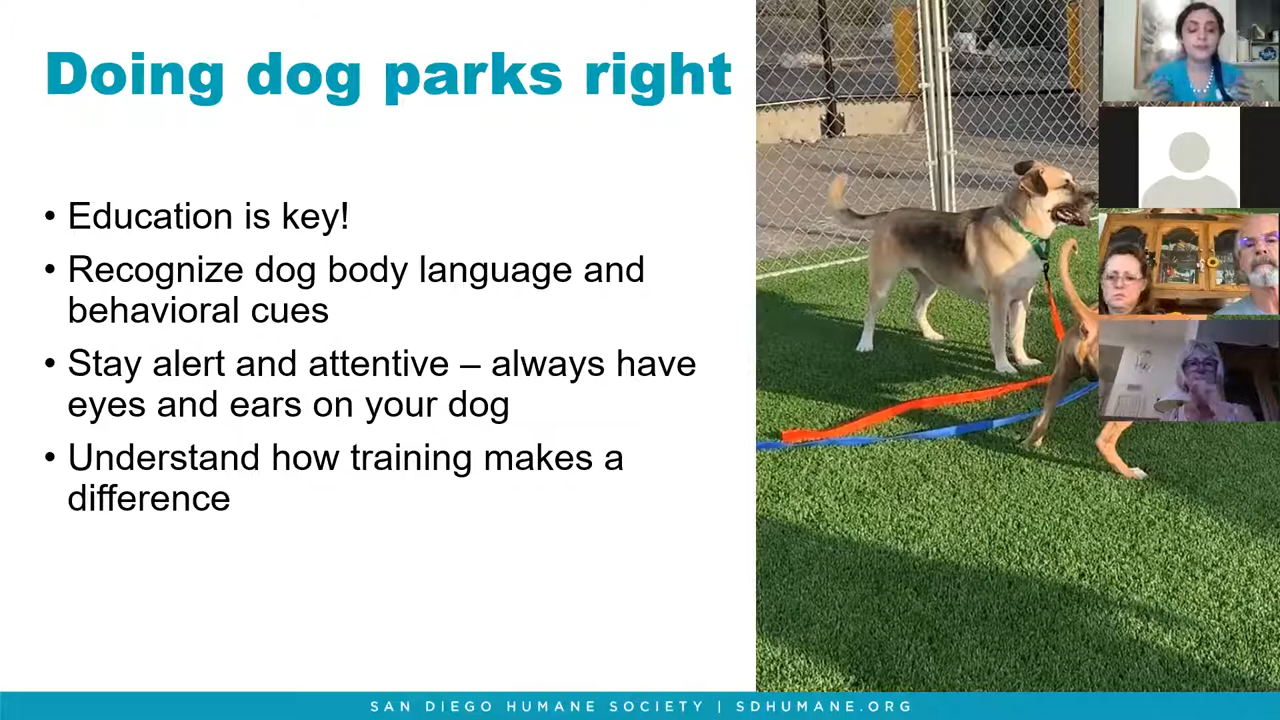 Doing dog parks right
• Education is key!
• Recognize dog body language and
behavioral cues
• Stay alert and attentive – always have
eyes and ears on your dog
• Understand how training makes a
difference
SAN DIEGO HUMANE SOCIETY | SDHUMANE.ORG